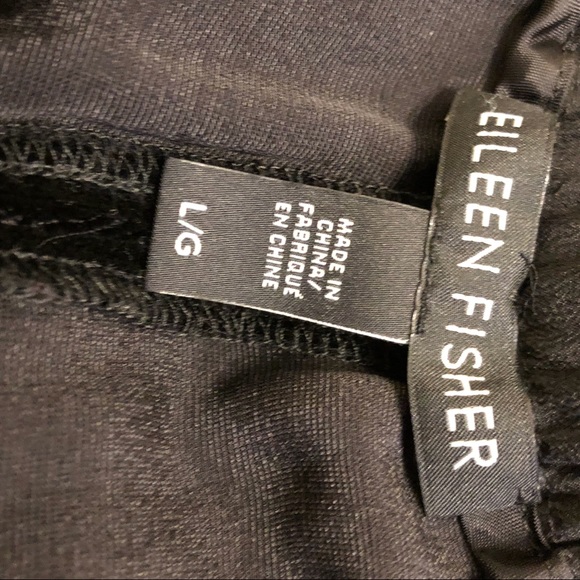 EILEEN FISHER
MADE IN
CHINA/
FABRIQUÉ
EN CHINE
L/G